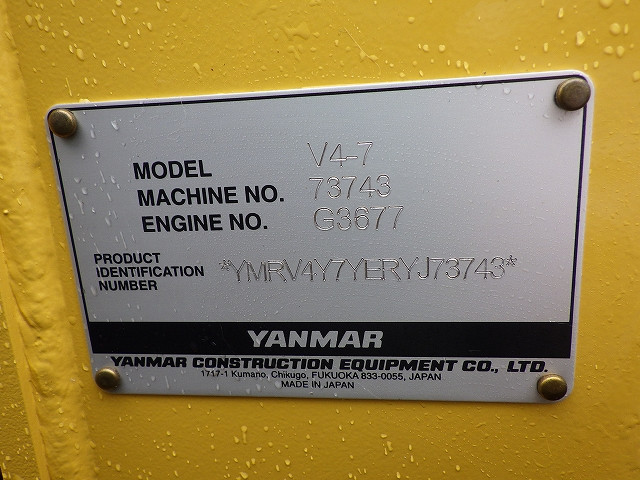 MODEL V4-7
MACHINE NO. 73743
ENGINE NO. G3677
PRODUCT
IDENTIFICATION
NUMBER
*YMRV4Y7YERYJ73743*
YANMAR
YANMAR CONSTRUCTION EQUIPMENT CO., LTD.
1717-1 Kumano, Chikugo, FUKUOKA 833-0055, JAPAN
MADE IN JAPAN